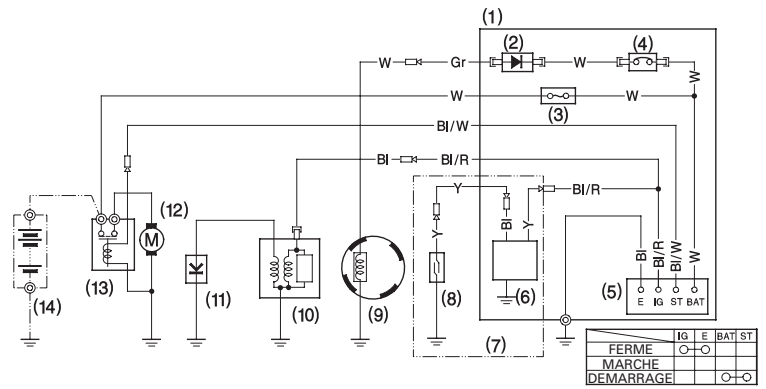 (1)
(2)
(4)
W
Gr
W
W
W
W
(3)
Bl/W
Bl
Bl/R
Y
Bl/R
Y
Bl
Y
Bl
Bl/R
Bl/W
W
(12)
M
(13)
(14)
(11)
(10)
(9)
(8)
(6)
(7)
(5)
E IG ST BAT
IG E BAT ST
FERME
MARCHE
DEMARRAGE